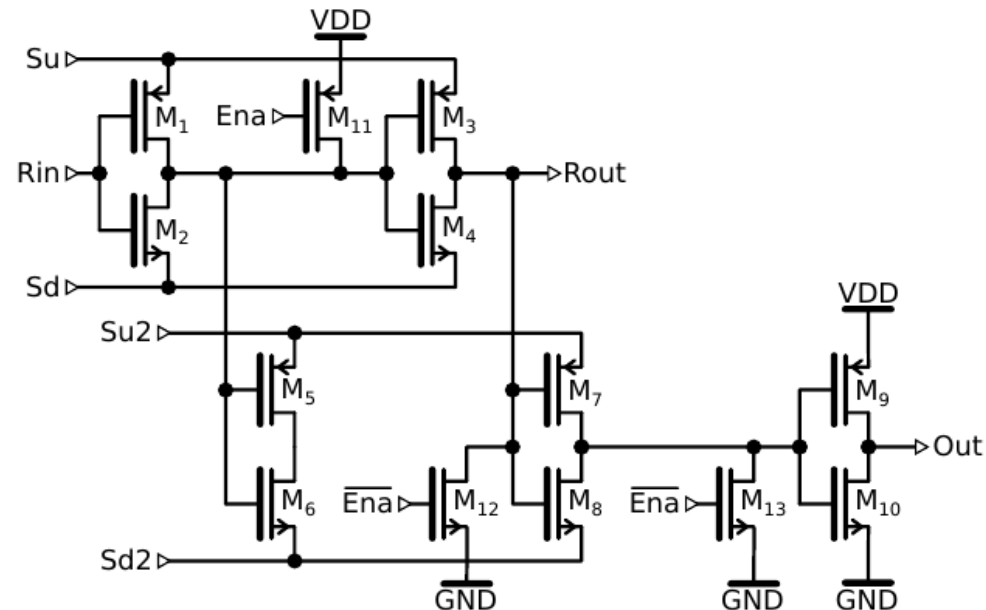 VDD
Su
M1
Ena
M11
M3
Rin
Rout
M2
M4
Sd
VDD
Su2
M5
M7
M9
Out
M6
Ena
M12
M8
Ena
M13
M10
Sd2
GND
GND
GND